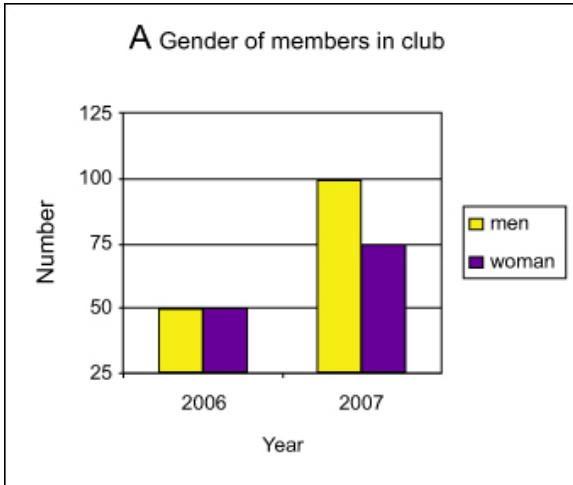 A Gender of members in club
125
100
75
50
25
Number
2006 2007
Year
men
woman